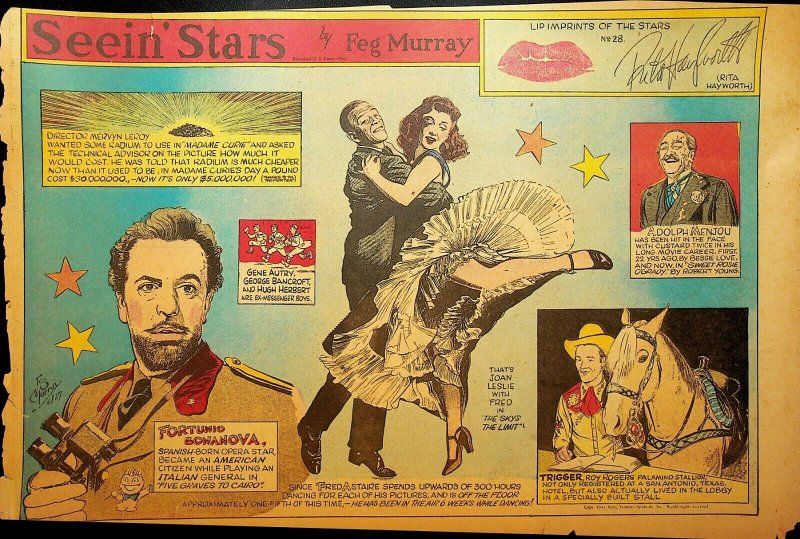 Seein' Stars
by Feg Murray
LIP IMPRINTS OF THE STARS
No 28.
Rita Hayworth
(RITA
HAYWORTH)
DIRECTOR MERVYN LEROY
WANTED SOME RADIUM TO USE IN "MADAME CURIE" AND ASKED
THE TECHNICAL ADVISOR ON THE PICTURE HOW MUCH IT
WOULD COST. HE WAS TOLD THAT RADIUM IS MUCH CHEAPER
NOW THAN IT USED TO BE, IN MADAME CURIE'S DAY A POUND
COST $30,000,000,-NOW IT'S ONLY $5,000,000!
GENE AUTRY,
GEORGE BANCROFT,
AND HUGH HERBERT
ARE EX-MESSENGER BOYS.
ADOLPH MENJOU
HAS BEEN HIT IN THE FACE
WITH CUSTARD TWICE IN HIS
LONG MOVIE CAREER. FIRST,
22 YRS AGO, BY BESSIE LOVE,
AND NOW, IN "SWEET ROSIE
O'GRADY," BY ROBERT YOUNG.
THAT'S
JOAN
LESLIE
WITH
FRED
IN
"THE SKY'S
THE LIMIT"!
FORTUNIO
BONANOVA,
SPANISH-BORN OPERA STAR,
BECAME AN AMERICAN
CITIZEN WHILE PLAYING AN
ITALIAN GENERAL IN
"FIVE GRAVES TO CAIRO".
SINCE FRED ASTAIRE SPENDS UPWARDS OF 300 HOURS
DANCING FOR EACH OF HIS PICTURES, AND IS OFF THE FLOOR
APPROXIMATELY ONE-FIFTH OF THIS TIME,-HE HAS BEEN IN THE AIR 6 WEEKS WHILE DANCING!
TRIGGER, ROY ROGERS PALAMINO STALLION,
NOT ONLY REGISTERED AT A SAN ANTONIO, TEXAS,
HOTEL, BUT ALSO ACTUALLY LIVED IN THE LOBBY
IN A SPECIALLY BUILT STALL